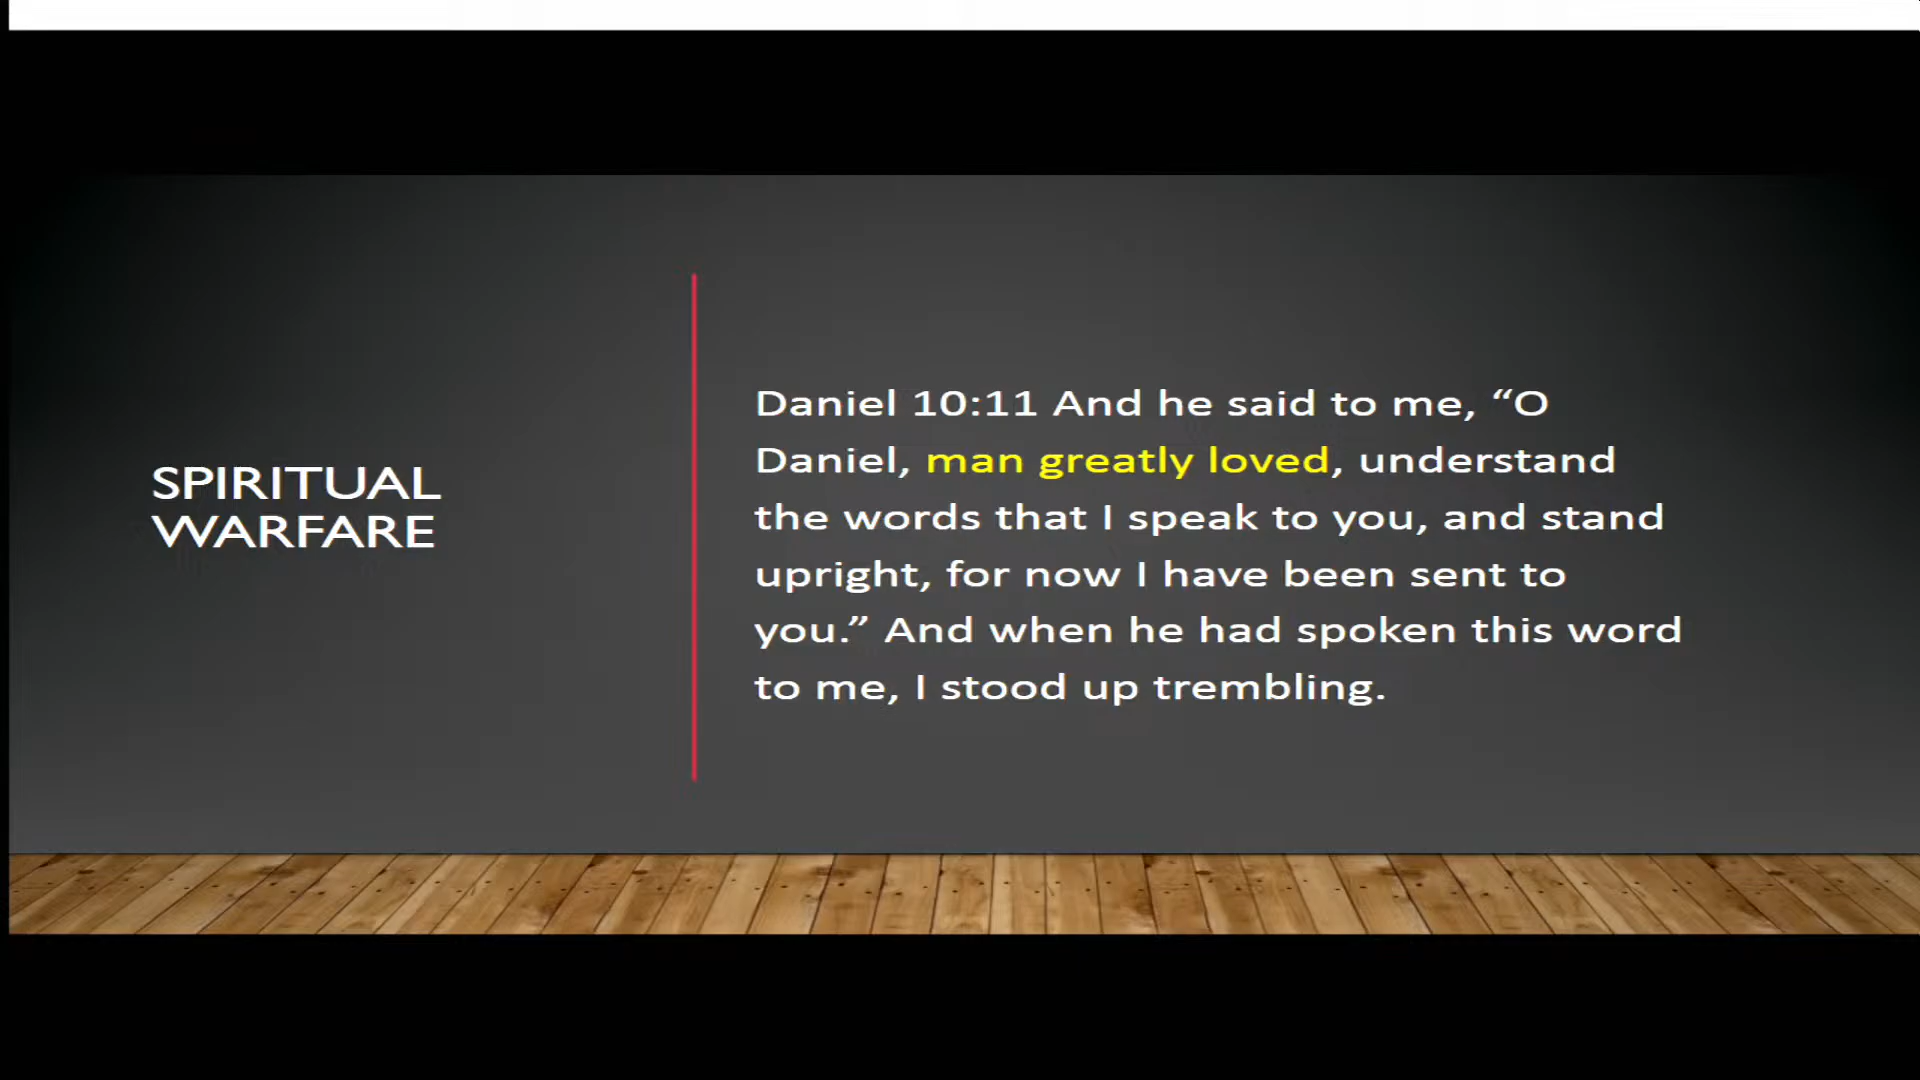 SPIRITUAL
WARFARE
Daniel 10:11 And he said to me, “O
Daniel, man greatly loved, understand
the words that I speak to you, and stand
upright, for now I have been sent to
you.” And when he had spoken this word
to me, I stood up trembling.